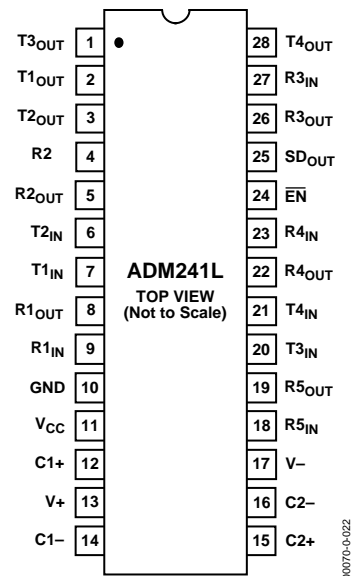 T3OUT 1 28 T4OUT
T1OUT 2 27 R3IN
T2OUT 3 26 R3OUT
R2 4 25 SDOUT
R2OUT 5 24 E̅N̅
T2IN 6 23 R4IN
T1IN 7 22 R4OUT
ADM241L
TOP VIEW
(Not to Scale)
R1OUT 8 21 T4IN
R1IN 9 20 T3IN
GND 10 19 R5OUT
VCC 11 18 R5IN
C1+ 12 17 V–
V+ 13 16 C2–
C1– 14 15 C2+
00070-0-022